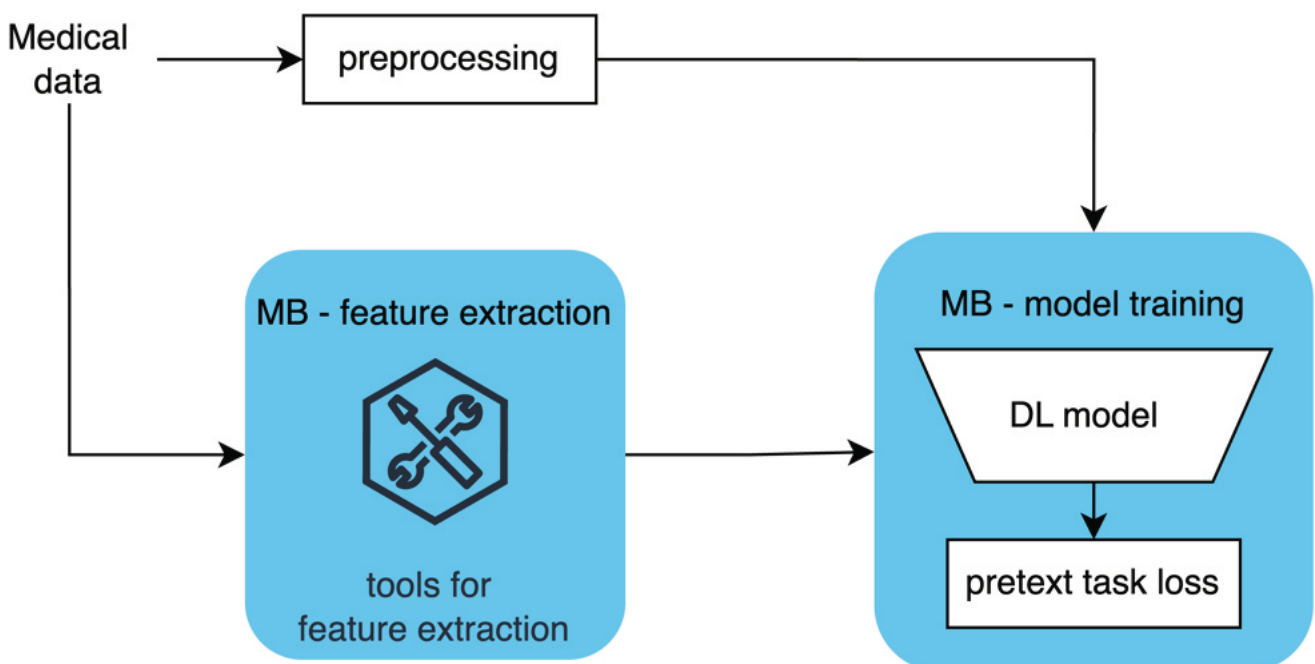 Medical
data
preprocessing
MB - feature extraction
tools for
feature extraction
MB - model training
DL model
pretext task loss